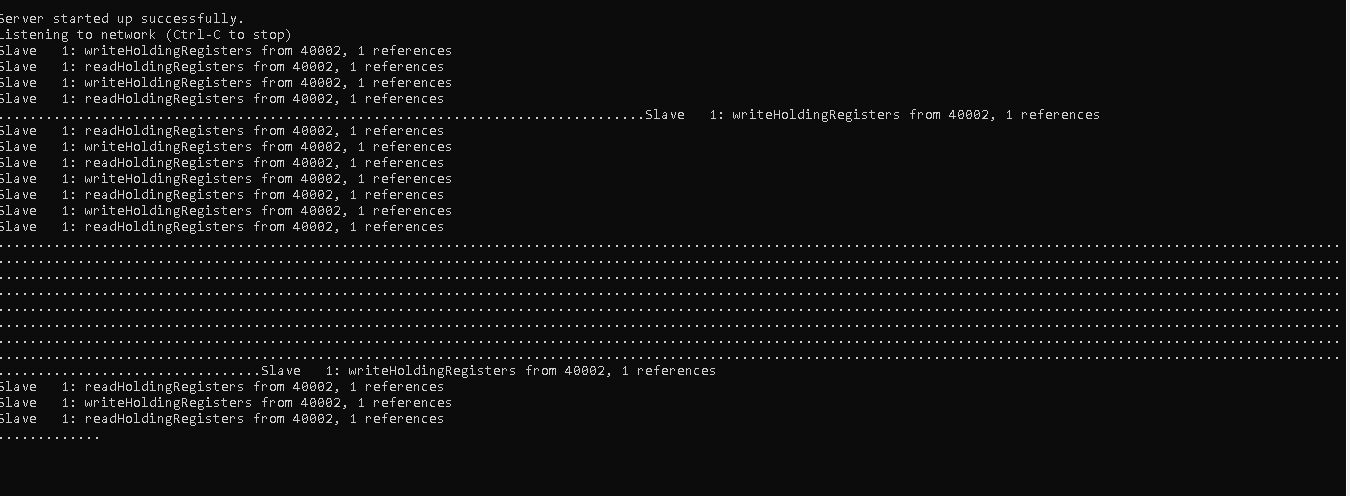 Server started up successfully.
Listening to network (Ctrl-C to stop)
Slave   1: writeHoldingRegisters from 40002, 1 references
Slave   1: readHoldingRegisters from 40002, 1 references
Slave   1: writeHoldingRegisters from 40002, 1 references
Slave   1: readHoldingRegisters from 40002, 1 references
.................................................................................Slave   1: writeHoldingRegisters from 40002, 1 references
Slave   1: readHoldingRegisters from 40002, 1 references
Slave   1: writeHoldingRegisters from 40002, 1 references
Slave   1: readHoldingRegisters from 40002, 1 references
Slave   1: writeHoldingRegisters from 40002, 1 references
Slave   1: readHoldingRegisters from 40002, 1 references
Slave   1: writeHoldingRegisters from 40002, 1 references
Slave   1: readHoldingRegisters from 40002, 1 references
........................................................................................................................................................................
........................................................................................................................................................................
........................................................................................................................................................................
........................................................................................................................................................................
........................................................................................................................................................................
........................................................................................................................................................................
........................................................................................................................................................................
........................................................................................................................................................................
.................................Slave   1: writeHoldingRegisters from 40002, 1 references
Slave   1: readHoldingRegisters from 40002, 1 references
Slave   1: writeHoldingRegisters from 40002, 1 references
Slave   1: readHoldingRegisters from 40002, 1 references
.............